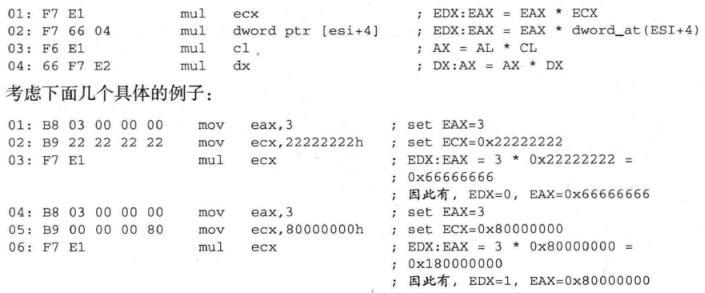 01: F7 E1 mul ecx ; EDX:EAX = EAX * ECX
02: F7 66 04 mul dword ptr [esi+4] ; EDX:EAX = EAX * dword_at(ESI+4)
03: F6 E1 mul cl ; AX = AL * CL
04: 66 F7 E2 mul dx ; DX:AX = AX * DX
考虑下面几个具体的例子：
01: B8 03 00 00 00 mov eax,3 ; set EAX=3
02: B9 22 22 22 22 mov ecx,22222222h ; set ECX=0x22222222
03: F7 E1 mul ecx ; EDX:EAX = 3 * 0x22222222 =
; 0x66666666
; 因此有, EDX=0, EAX=0x66666666
04: B8 03 00 00 00 mov eax,3 ; set EAX=3
05: B9 00 00 00 80 mov ecx,80000000h ; set ECX=0x80000000
06: F7 E1 mul ecx ; EDX:EAX = 3 * 0x80000000 =
; 0x180000000
; 因此有, EDX=1, EAX=0x80000000